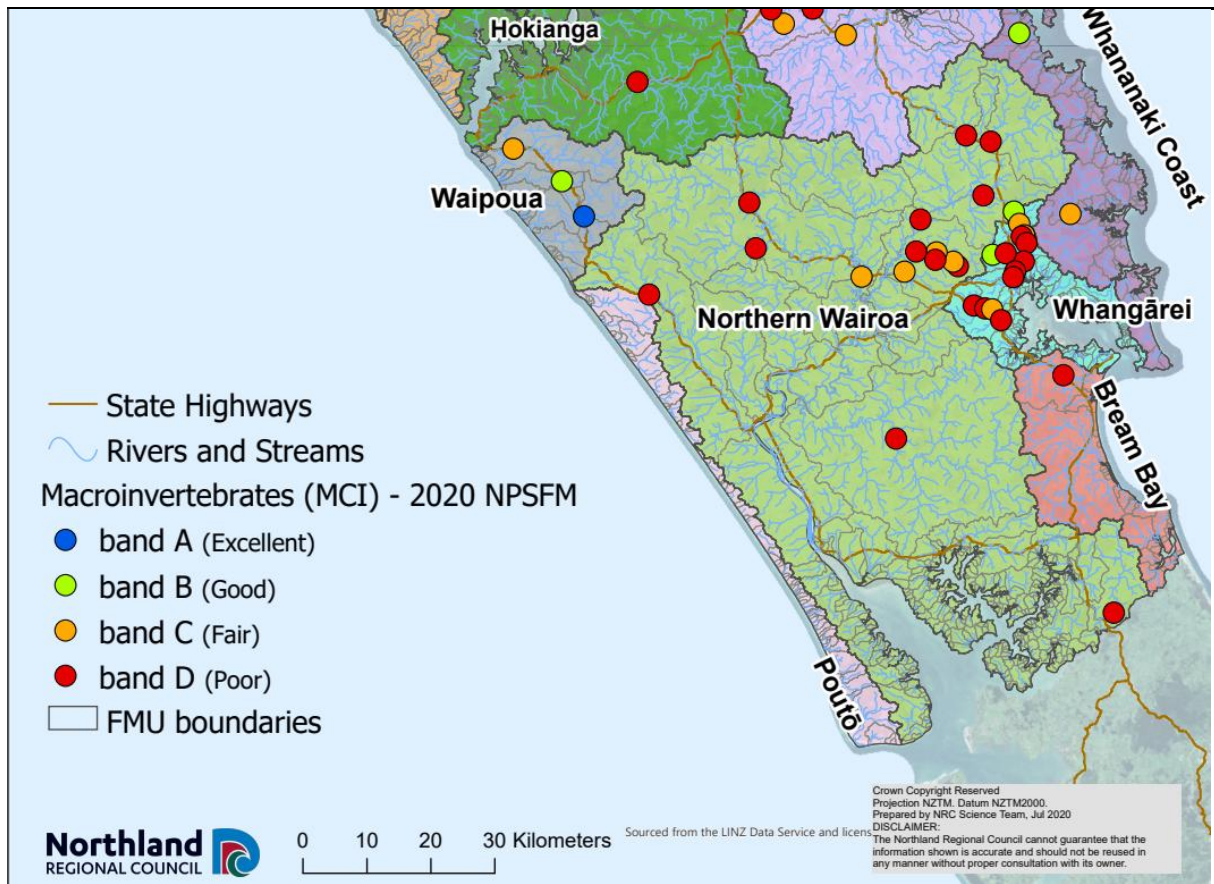 Hokianga
Whananaki Coast
Waipoua
Northern Wairoa
Whangārei
Bream Bay
Poutō
State Highways
Rivers and Streams
Macroinvertebrates (MCI) - 2020 NPSFM
band A (Excellent)
band B (Good)
band C (Fair)
band D (Poor)
FMU boundaries
Northland
REGIONAL COUNCIL
0 10 20 30 Kilometers
Sourced from the LINZ Data Service and licens
Crown Copyright Reserved
Projection NZTM. Datum NZTM2000.
Prepared by NRC Science Team, Jul 2020
DISCLAIMER:
The Northland Regional Council cannot guarantee that the
information shown is accurate and should not be reused in
any manner without proper consultation with its owner.